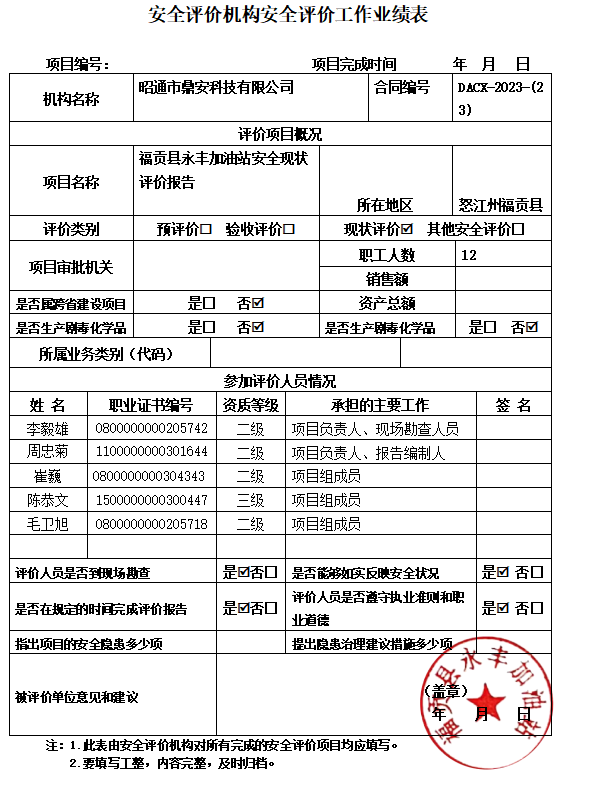 安全评价机构安全评价工作业绩表
项目编号： 项目完成时间 年 月 日
机构名称 昭通市鼎安科技有限公司 合同编号 DACX-2023-(2
3)
评价项目概况
项目名称 福贡县永丰加油站安全现状
评价报告 所在地区 怒江州福贡县
评价类别 预评价□ 验收评价□ 现状评价☑ 其他安全评价□
项目审批机关 职工人数 12
销售额
是否属跨省建设项目 是□ 否☑ 资产总额
是否生产剧毒化学品 是□ 否☑ 是否生产剧毒化学品 是□ 否☑
所属业务类别（代码）
参加评价人员情况
姓 名 职业证书编号 资质等级 承担的主要工作 签 名
李毅雄 0800000000205742 二级 项目负责人、现场勘查人员
周忠菊 1100000000301644 二级 项目负责人、报告编制人
崔巍 0800000000304343 二级 项目组成员
陈恭文 1500000000300447 三级 项目组成员
毛卫旭 0800000000205718 二级 项目组成员
评价人员是否到现场勘查 是☑否□ 是否能够如实反映安全状况 是☑ 否□
是否在规定的时间完成评价报告 是☑否□ 评价人员是否遵守执业准则和职
业道德 是☑ 否□
指出项目的安全隐患多少项 提出隐患治理建议措施多少项
被评价单位意见和建议 （盖章）
年 月 日
福贡县永丰加油站
注：1.此表由安全评价机构对所有完成的安全评价项目均应填写。
2.要填写工整，内容完整，及时归档。